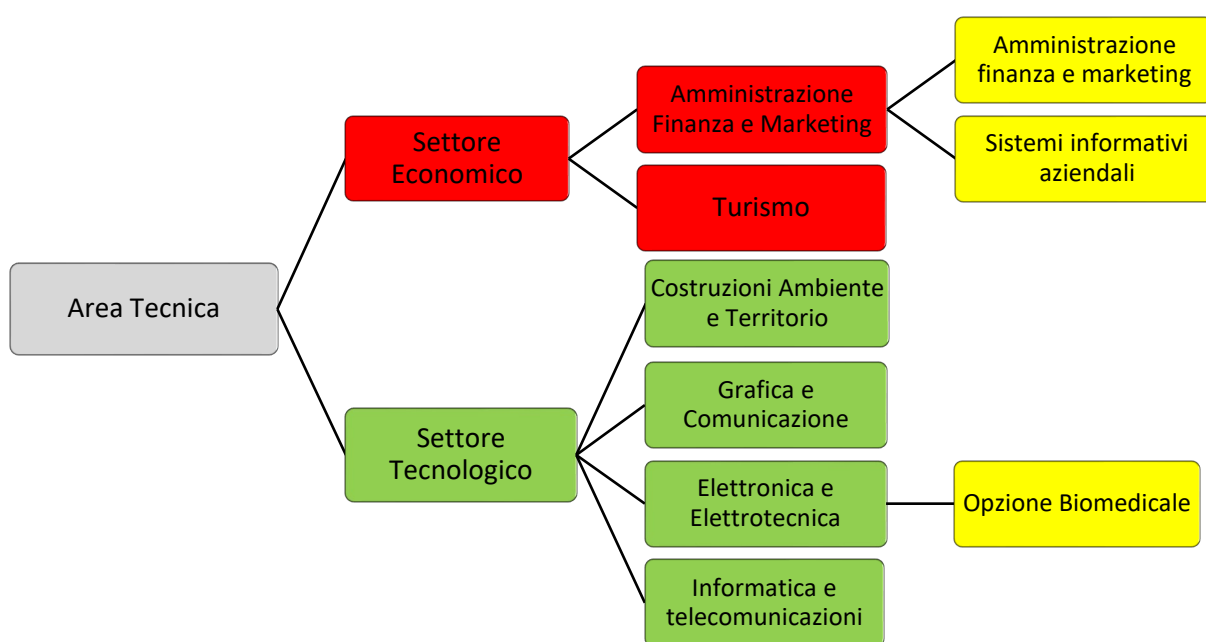 Amministrazione
finanza e marketing
Amministrazione
Finanza e Marketing
Settore
Economico
Sistemi informativi
aziendali
Turismo
Area Tecnica
Costruzioni Ambiente
e Territorio
Grafica e
Comunicazione
Settore
Tecnologico
Elettronica e
Elettrotecnica
Opzione Biomedicale
Informatica e
telecomunicazioni